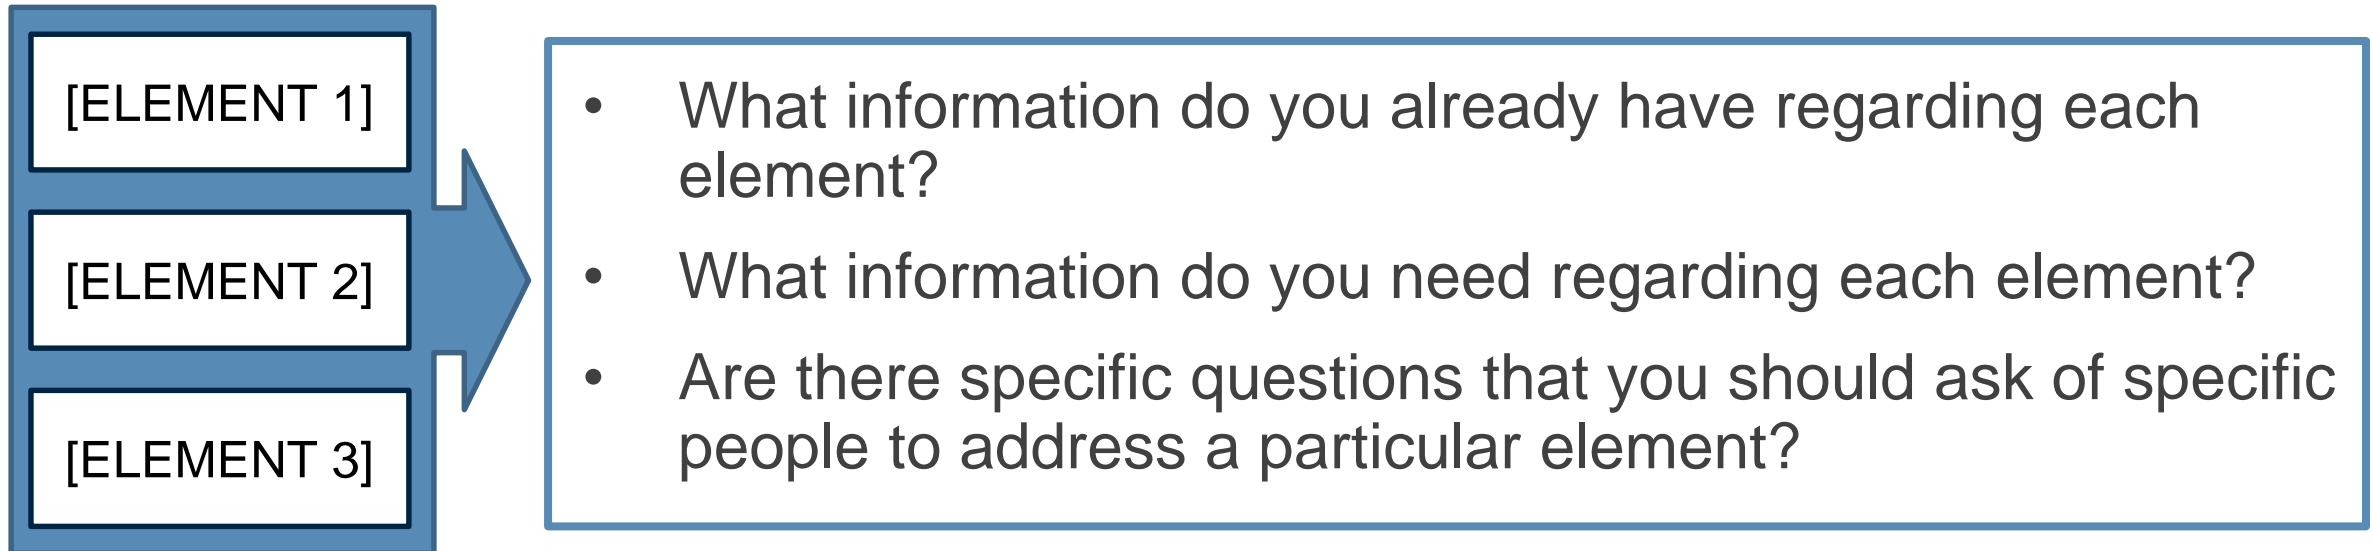 [ELEMENT 1]
[ELEMENT 2]
[ELEMENT 3]
• What information do you already have regarding each
element?
• What information do you need regarding each element?
• Are there specific questions that you should ask of specific
people to address a particular element?